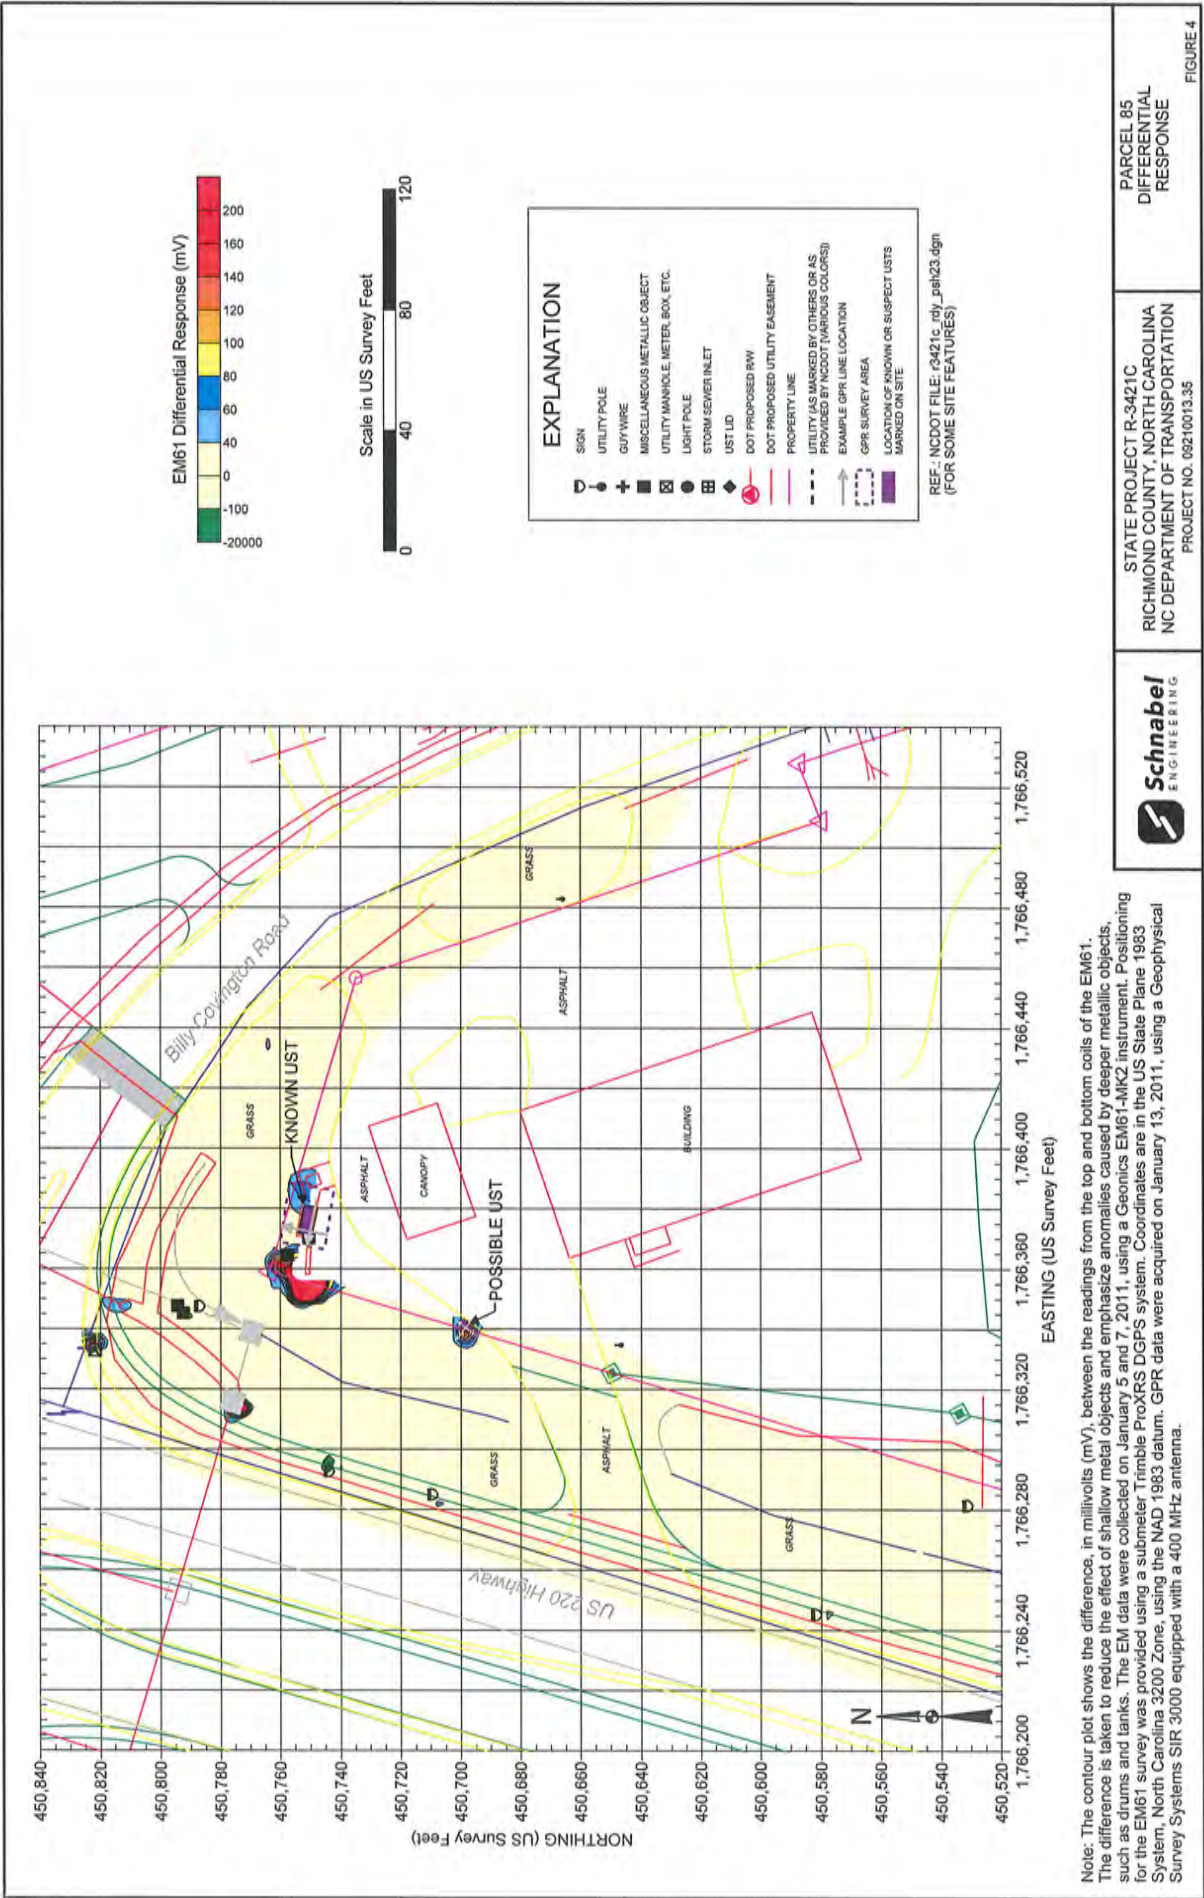 450,840
450,820
450,800
450,780
450,760
450,740
450,720
450,700
450,680
450,660
450,640
450,620
450,600
450,580
450,560
450,540
450,520
NORTHING (US Survey Feet)
1,766,200
1,766,240
1,766,280
1,766,320
1,766,360
1,766,400
1,766,440
1,766,480
1,766,520
EASTING (US Survey Feet)
Billy Covington Road
US 220 Highway
GRASS
KNOWN UST
ASPHALT
CANOPY
POSSIBLE UST
GRASS
ASPHALT
GRASS
BUILDING
ASPHALT
GRASS
N
EM61 Differential Response (mV)
-20000
-100
0
40
60
80
100
120
140
160
200
Scale in US Survey Feet
0
40
80
120
EXPLANATION
SIGN
UTILITY POLE
GUY WIRE
MISCELLANEOUS METALLIC OBJECT
UTILITY MANHOLE, METER, BOX, ETC.
LIGHT POLE
STORM SEWER INLET
UST LID
DOT PROPOSED R/W
DOT PROPOSED UTILITY EASEMENT
PROPERTY LINE
UTILITY (AS MARKED BY OTHERS OR AS
PROVIDED BY NCDOT [VARIOUS COLORS])
EXAMPLE GPR LINE LOCATION
GPR SURVEY AREA
LOCATION OF KNOWN OR SUSPECT USTS
MARKED ON SITE
REF.: NCDOT FILE: r3421c_rdy_psh23.dgn
(FOR SOME SITE FEATURES)
Note: The contour plot shows the difference, in millivolts (mV), between the readings from the top and bottom coils of the EM61.
The difference is taken to reduce the effect of shallow metal objects and emphasize anomalies caused by deeper metallic objects,
such as drums and tanks. The EM data were collected on January 5 and 7, 2011, using a Geonics EM61-MK2 instrument. Positioning
for the EM61 survey was provided using a submeter Trimble ProXRS DGPS system. Coordinates are in the US State Plane 1983
System, North Carolina 3200 Zone, using the NAD 1983 datum. GPR data were acquired on January 13, 2011, using a Geophysical
Survey Systems SIR 3000 equipped with a 400 MHz antenna.
Schnabel
ENGINEERING
STATE PROJECT R-3421C
RICHMOND COUNTY, NORTH CAROLINA
NC DEPARTMENT OF TRANSPORTATION
PROJECT NO. 09210013.35
PARCEL 85
DIFFERENTIAL
RESPONSE
FIGURE 4